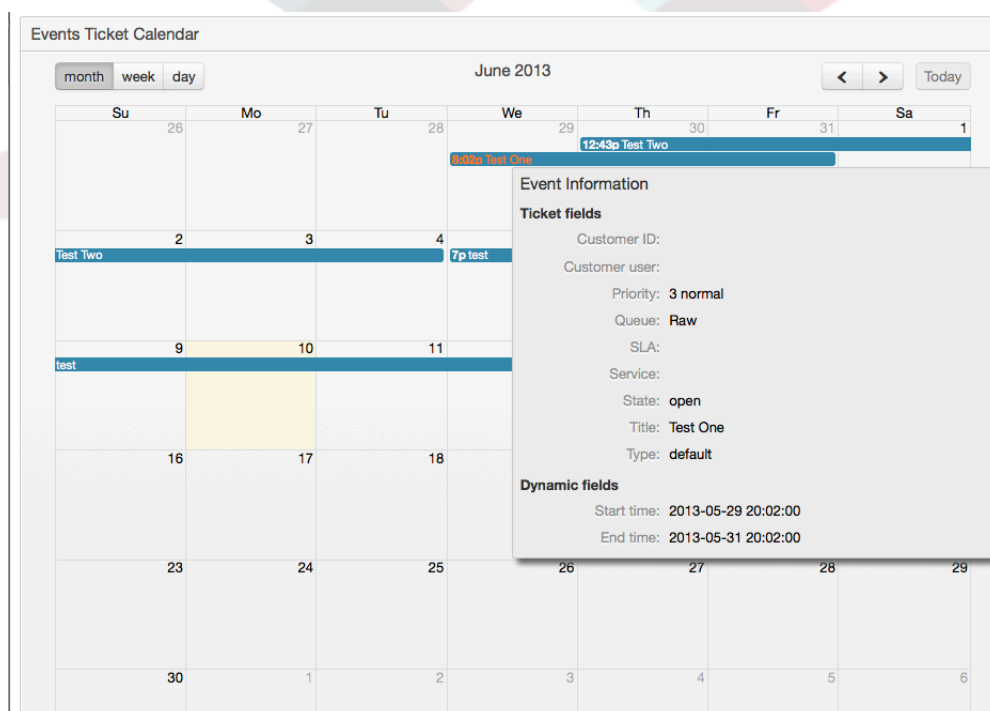 Events Ticket Calendar
month week day
June 2013
Today
Su Mo Tu We Th Fr Sa
26 27 28 29 30 31 1
12:43p Test Two
8:02p Test One
Event Information
Ticket fields
Customer ID:
Customer user:
Priority: 3 normal
Queue: Raw
SLA:
Service:
State: open
Title: Test One
Type: default
Dynamic fields
Start time: 2013-05-29 20:02:00
End time: 2013-05-31 20:02:00
2 3 4
Test Two
7p test
9 10 11
test
16 17 18
23 24 25 26 27 28 29
30 1 2 3 4 5 6